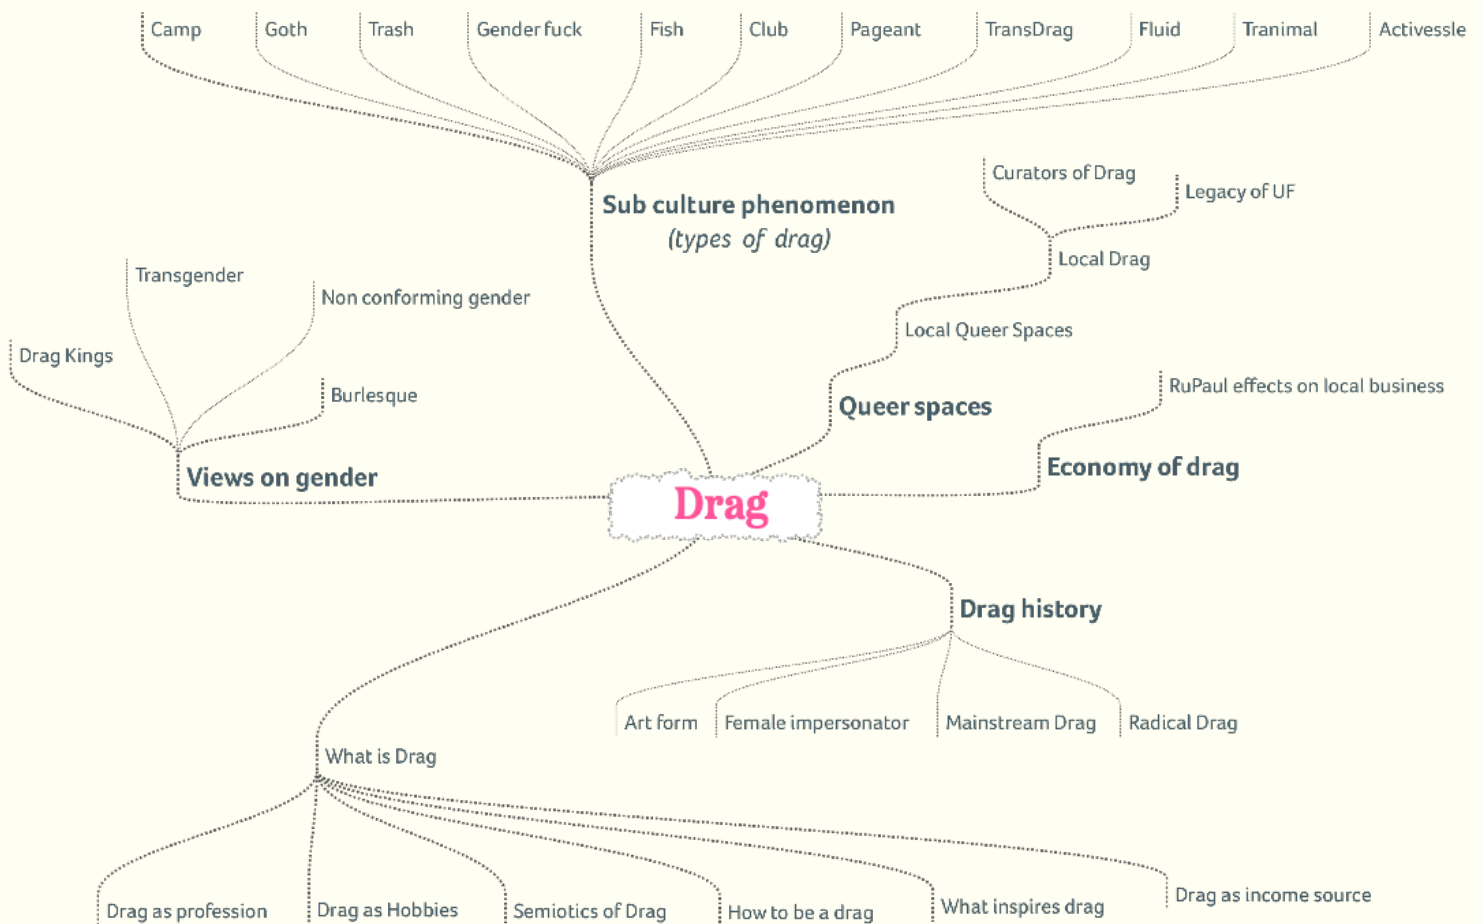 Camp
Goth
Trash
Gender fuck
Fish
Club
Pageant
TransDrag
Fluid
Tranimal
Activessle
Sub culture phenomenon
(types of drag)
Curators of Drag
Legacy of UF
Local Drag
Local Queer Spaces
Queer spaces
RuPaul effects on local business
Economy of drag
Transgender
Non conforming gender
Drag Kings
Burlesque
Views on gender
Drag
Drag history
Art form
Female impersonator
Mainstream Drag
Radical Drag
What is Drag
Drag as profession
Drag as Hobbies
Semiotics of Drag
How to be a drag
What inspires drag
Drag as income source